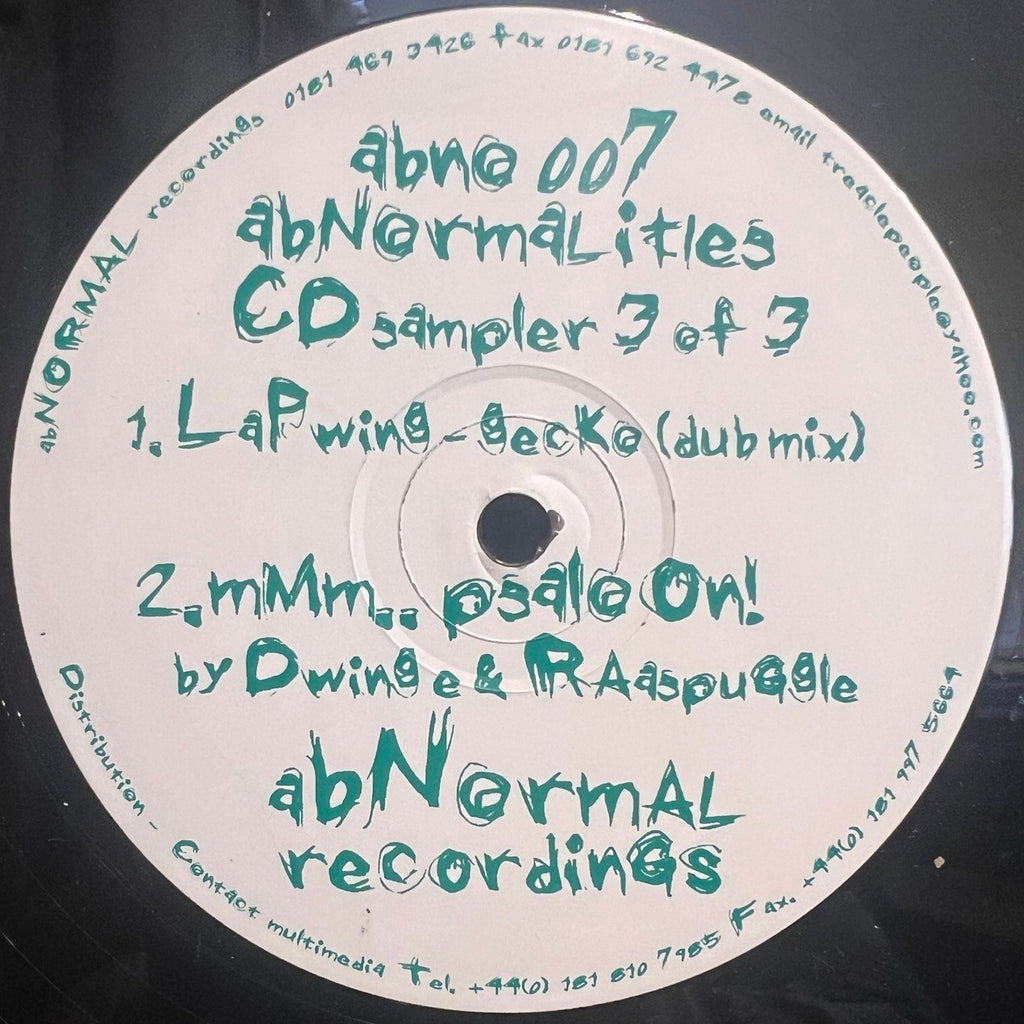 abNORMAL recordings 0181 469 3426 fax 0181 692 4478 email treaclepeople@yahoo.com
abno 007
abNormaLitles
CD sampler 3 of 3
1. LaPwing - gecKo (dub mix)
2. mMm.. psalo On!
by Dwinge & RAaspuGgle
abNormAL
recordinGs
Distribution - Contact multimedia Tel. +44(0) 181 810 7985 Fax. +44(0) 181 997 5664